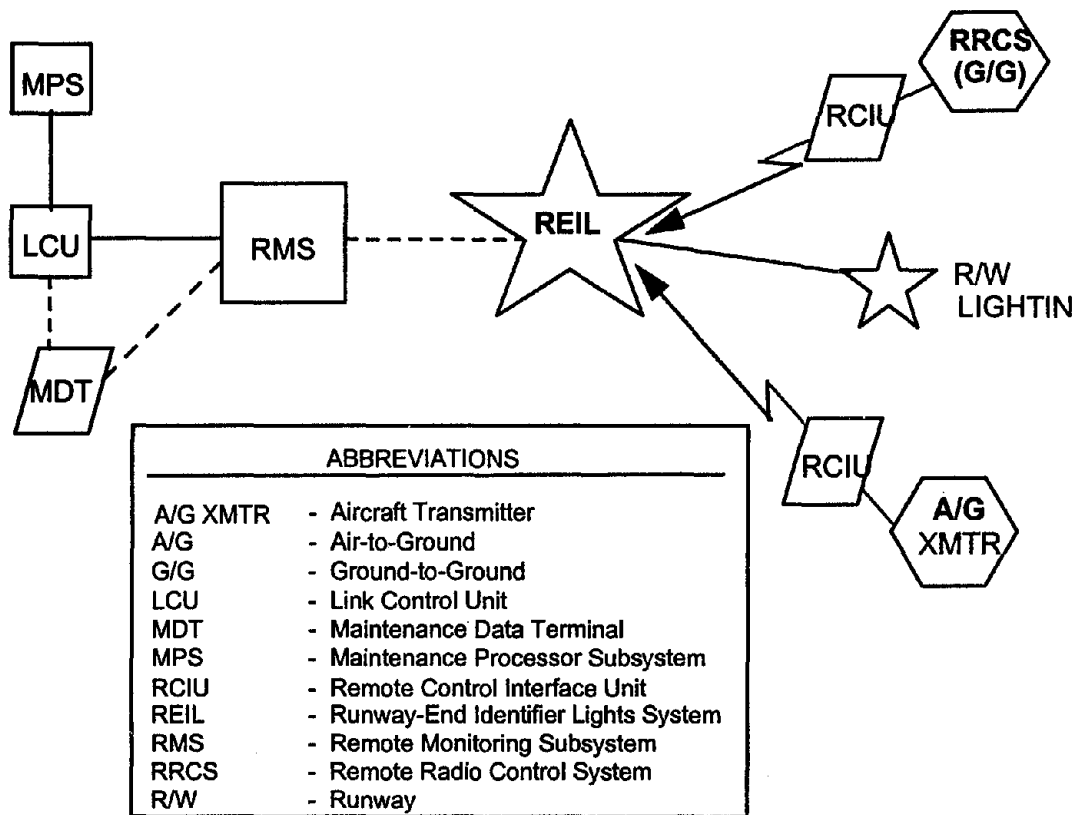 MPS
RRCS
(G/G)
RCIU
LCU
RMS
REIL
R/W
LIGHTIN
MDT
RCIU
A/G
XMTR
ABBREVIATIONS
A/G XMTR - Aircraft Transmitter
A/G - Air-to-Ground
G/G - Ground-to-Ground
LCU - Link Control Unit
MDT - Maintenance Data Terminal
MPS - Maintenance Processor Subsystem
RCIU - Remote Control Interface Unit
REIL - Runway-End Identifier Lights System
RMS - Remote Monitoring Subsystem
RRCS - Remote Radio Control System
R/W - Runway